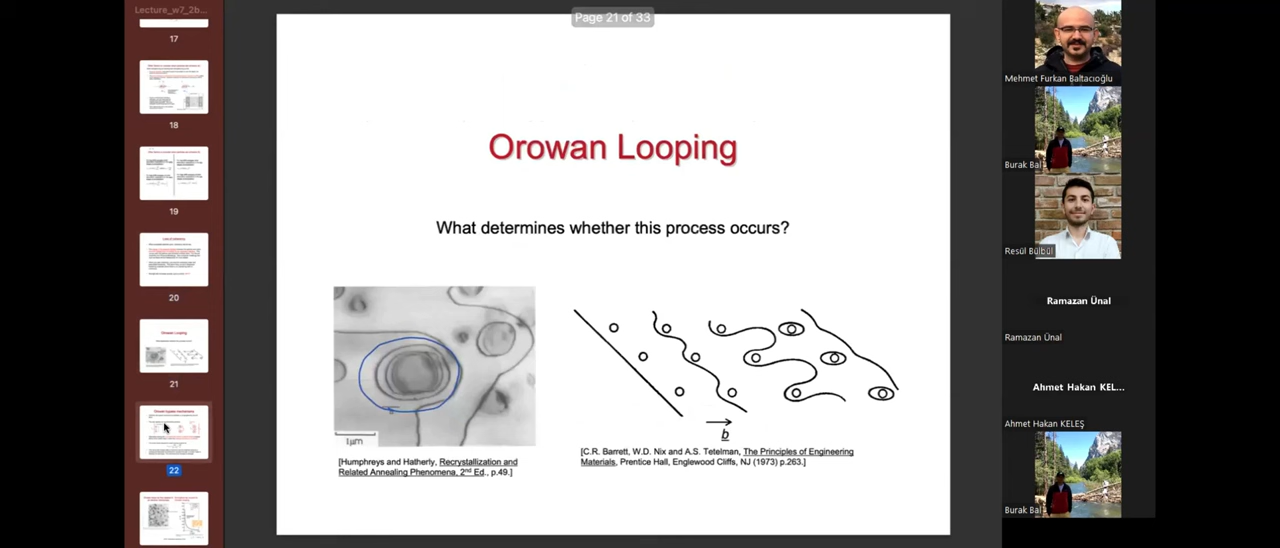 Lecture_w7_2b...
17
18
19
20
21
22
Page 21 of 33
Orowan Looping
What determines whether this process occurs?
1μm
b
[Humphreys and Hatherly, Recrystallization and
Related Annealing Phenomena, 2nd Ed., p.49.]
[C.R. Barrett, W.D. Nix and A.S. Tetelman, The Principles of Engineering
Materials, Prentice Hall, Englewood Cliffs, NJ (1973) p.263.]
Mehmet Furkan Baltacıoğlu
Burak Bal
Resül Bülbül
Ramazan Ünal
Ramazan Ünal
Ahmet Hakan KEL...
Ahmet Hakan KELEŞ
Burak Bal